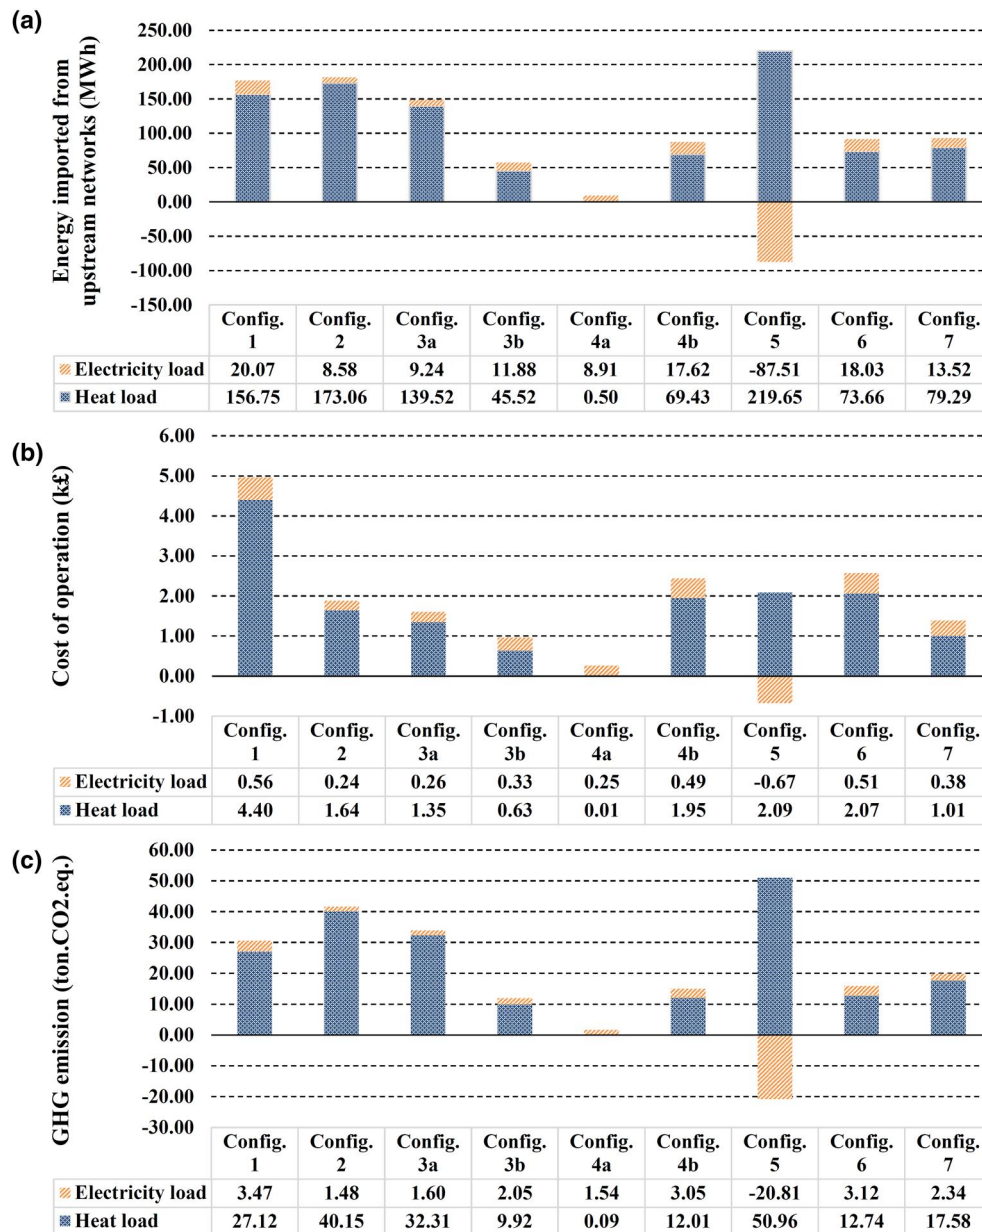 (a)
Energy imported from
upstream networks (MWh)
250.00
200.00
150.00
100.00
50.00
0.00
-50.00
-100.00
-150.00
Config. 1 Config. 2 Config. 3a Config. 3b Config. 4a Config. 4b Config. 5 Config. 6 Config. 7
Electricity load 20.07 8.58 9.24 11.88 8.91 17.62 -87.51 18.03 13.52
Heat load 156.75 173.06 139.52 45.52 0.50 69.43 219.65 73.66 79.29
(b)
Cost of operation (k£)
6.00
5.00
4.00
3.00
2.00
1.00
0.00
-1.00
Config. 1 Config. 2 Config. 3a Config. 3b Config. 4a Config. 4b Config. 5 Config. 6 Config. 7
Electricity load 0.56 0.24 0.26 0.33 0.25 0.49 -0.67 0.51 0.38
Heat load 4.40 1.64 1.35 0.63 0.01 1.95 2.09 2.07 1.01
(c)
GHG emission (ton.CO2.eq.)
60.00
50.00
40.00
30.00
20.00
10.00
0.00
-10.00
-20.00
-30.00
Config. 1 Config. 2 Config. 3a Config. 3b Config. 4a Config. 4b Config. 5 Config. 6 Config. 7
Electricity load 3.47 1.48 1.60 2.05 1.54 3.05 -20.81 3.12 2.34
Heat load 27.12 40.15 32.31 9.92 0.09 12.01 50.96 12.74 17.58